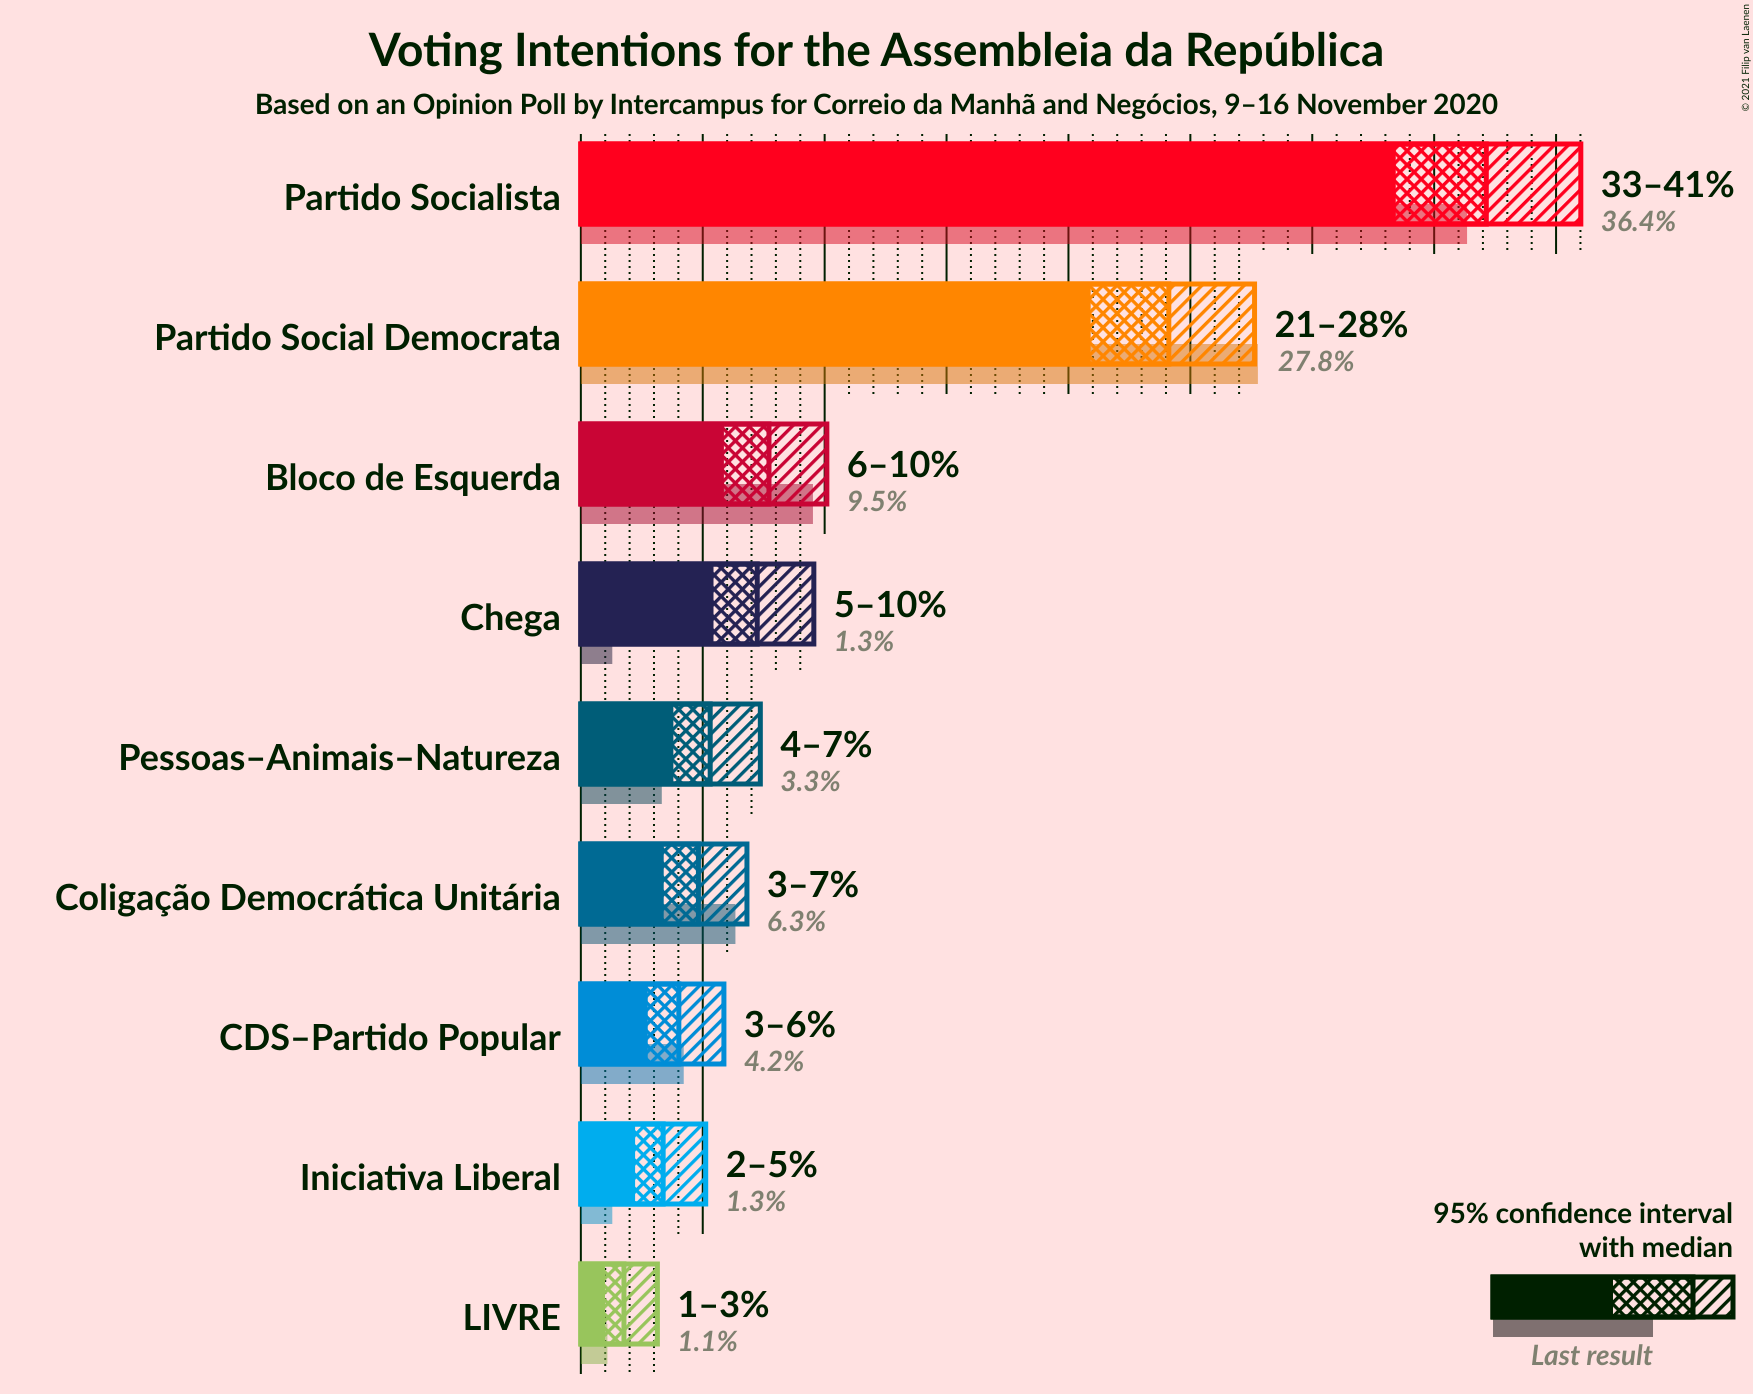 Voting Intentions for the Assembleia da República
Based on an Opinion Poll by Intercampus for Correio da Manhã and Negócios, 9–16 November 2020
© 2021 Filip van Laenen
Partido Socialista
33–41%
36.4%
Partido Social Democrata
21–28%
27.8%
Bloco de Esquerda
6–10%
9.5%
Chega
5–10%
1.3%
Pessoas–Animais–Natureza
4–7%
3.3%
Coligação Democrática Unitária
3–7%
6.3%
CDS–Partido Popular
3–6%
4.2%
Iniciativa Liberal
2–5%
1.3%
LIVRE
1–3%
1.1%
95% confidence interval
with median
Last result